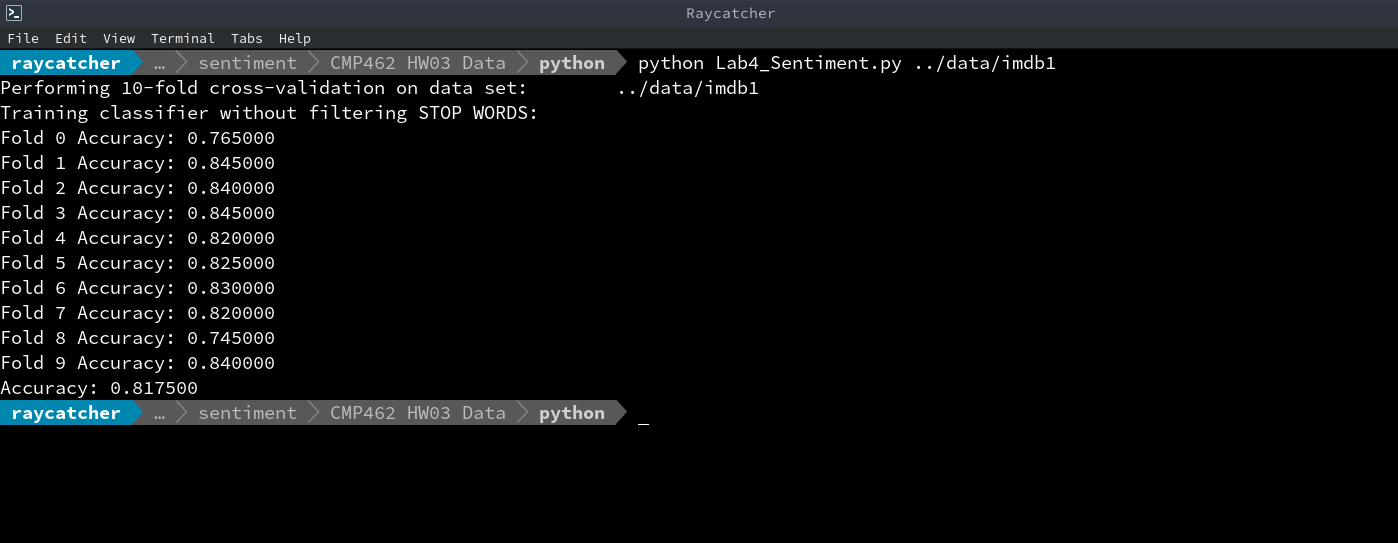 Raycatcher
File Edit View Terminal Tabs Help
raycatcher … sentiment CMP462 HW03 Data python python Lab4_Sentiment.py ../data/imdb1
Performing 10-fold cross-validation on data set: ../data/imdb1
Training classifier without filtering STOP WORDS:
Fold 0 Accuracy: 0.765000
Fold 1 Accuracy: 0.845000
Fold 2 Accuracy: 0.840000
Fold 3 Accuracy: 0.845000
Fold 4 Accuracy: 0.820000
Fold 5 Accuracy: 0.825000
Fold 6 Accuracy: 0.830000
Fold 7 Accuracy: 0.820000
Fold 8 Accuracy: 0.745000
Fold 9 Accuracy: 0.840000
Accuracy: 0.817500
raycatcher … sentiment CMP462 HW03 Data python _